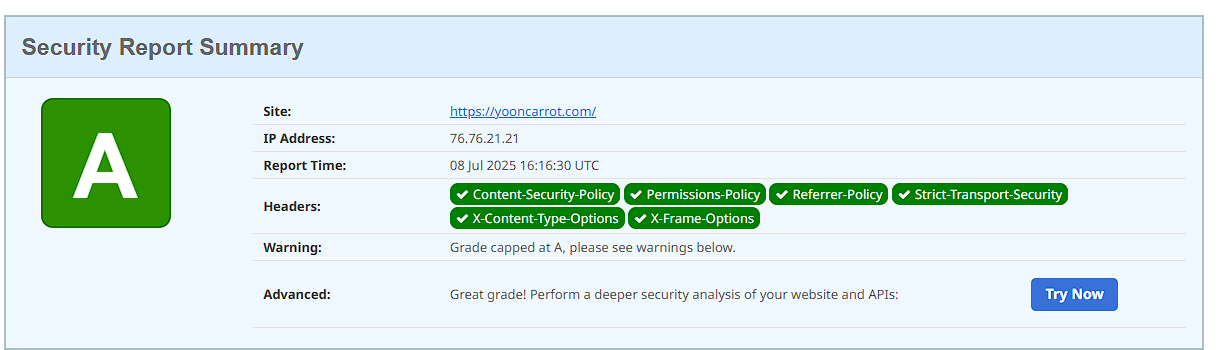 Security Report Summary
A
Site: https://yooncarrot.com/
IP Address: 76.76.21.21
Report Time: 08 Jul 2025 16:16:30 UTC
Headers: Content-Security-Policy Permissions-Policy Referrer-Policy Strict-Transport-Security
X-Content-Type-Options X-Frame-Options
Warning: Grade capped at A, please see warnings below.
Advanced: Great grade! Perform a deeper security analysis of your website and APIs: Try Now